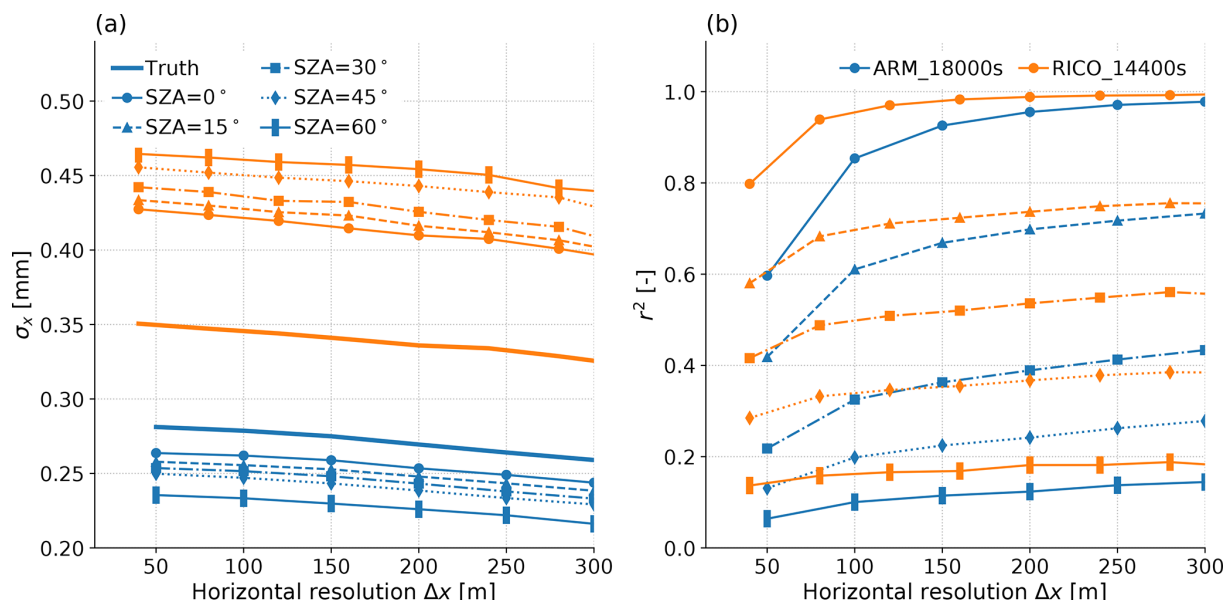 (a)
Truth
SZA=0°
SZA=15°
SZA=30°
SZA=45°
SZA=60°
0.50
0.45
0.40
0.35
0.30
0.25
0.20
σx [mm]
50 100 150 200 250 300
Horizontal resolution Δx [m]
(b)
ARM_18000s RICO_14400s
1.0
0.8
0.6
0.4
0.2
0.0
r² [-]
50 100 150 200 250 300
Horizontal resolution Δx [m]